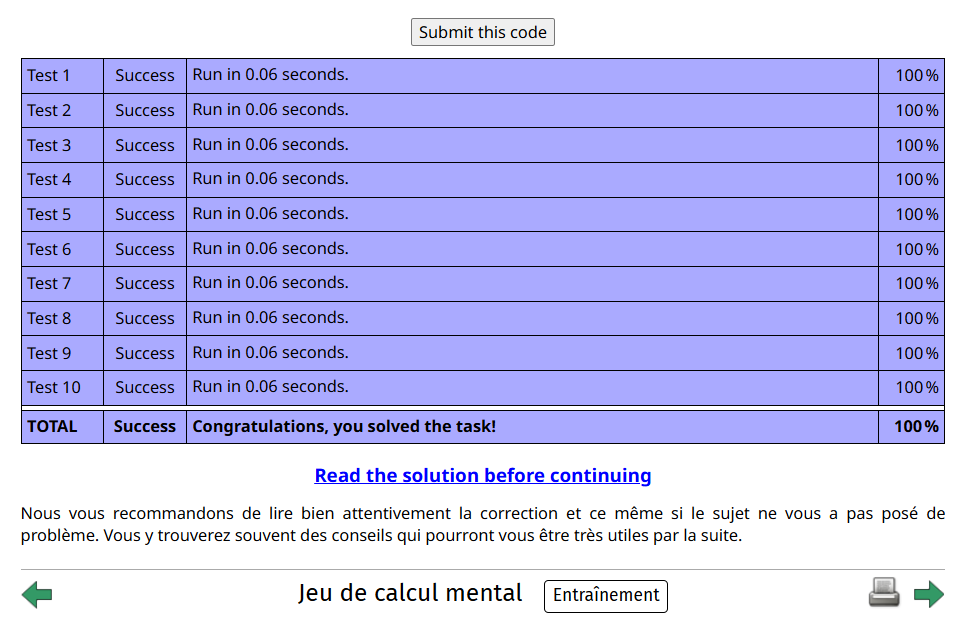 Submit this code
Test 1 Success Run in 0.06 seconds. 100 %
Test 2 Success Run in 0.06 seconds. 100 %
Test 3 Success Run in 0.06 seconds. 100 %
Test 4 Success Run in 0.06 seconds. 100 %
Test 5 Success Run in 0.06 seconds. 100 %
Test 6 Success Run in 0.06 seconds. 100 %
Test 7 Success Run in 0.06 seconds. 100 %
Test 8 Success Run in 0.06 seconds. 100 %
Test 9 Success Run in 0.06 seconds. 100 %
Test 10 Success Run in 0.06 seconds. 100 %
TOTAL Success Congratulations, you solved the task! 100 %
Read the solution before continuing
Nous vous recommandons de lire bien attentivement la correction et ce même si le sujet ne vous a pas posé de
problème. Vous y trouverez souvent des conseils qui pourront vous être très utiles par la suite.
Jeu de calcul mental Entraînement